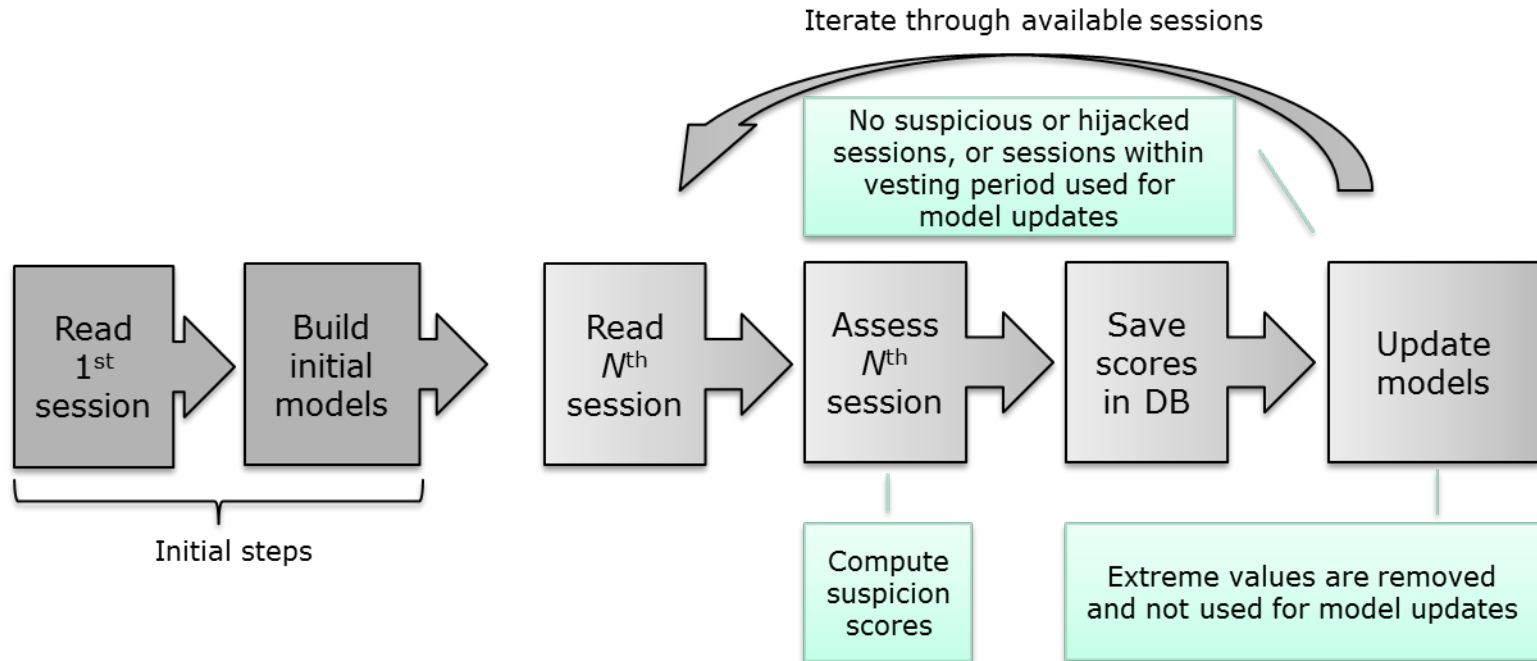 Iterate through available sessions
No suspicious or hijacked
sessions, or sessions within
vesting period used for
model updates
Read
1st
session
Build
initial
models
Read
Nth
session
Assess
Nth
session
Save
scores
in DB
Update
models
Initial steps
Compute
suspicion
scores
Extreme values are removed
and not used for model updates